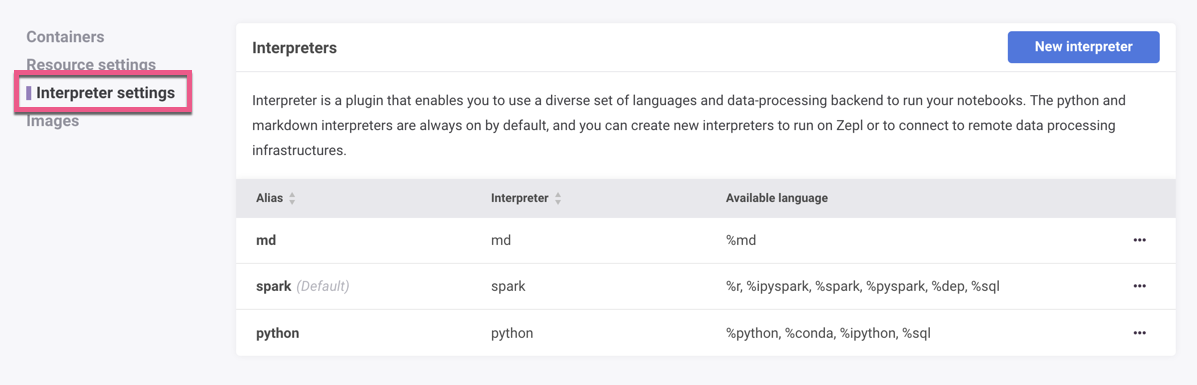 Containers
Resource settings
Interpreter settings
Images
Interpreters
New interpreter
Interpreter is a plugin that enables you to use a diverse set of languages and data-processing backend to run your notebooks. The python and
markdown interpreters are always on by default, and you can create new interpreters to run on Zepl or to connect to remote data processing
infrastructures.
Alias Interpreter Available language
md md %md •••
spark (Default) spark %r, %ipyspark, %spark, %pyspark, %dep, %sql •••
python python %python, %conda, %ipython, %sql •••